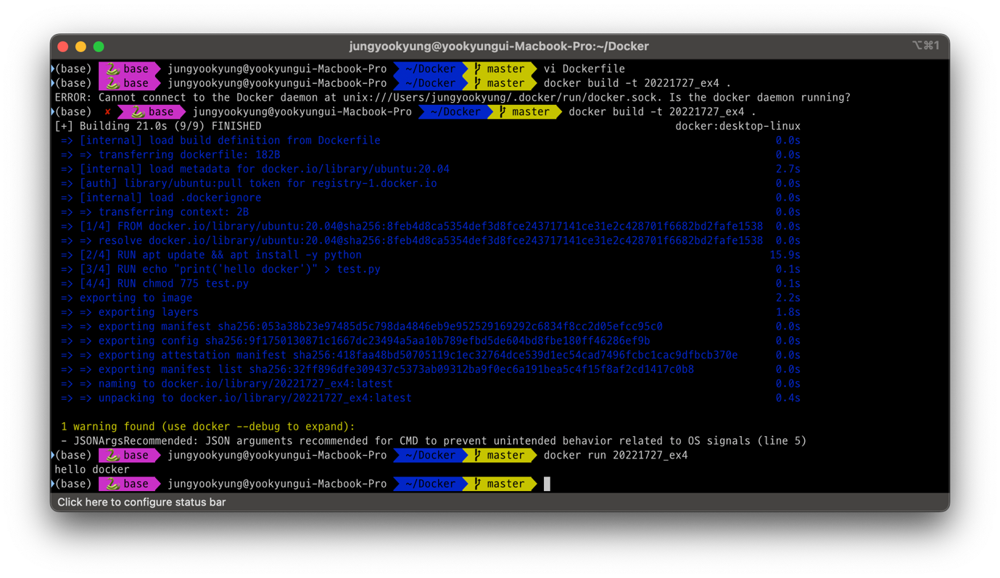 jungyookyung@yookyungui-Macbook-Pro:~/Docker
⌥⌘1
(base) base jungyookyung@yookyungui-Macbook-Pro ~/Docker master vi Dockerfile
(base) base jungyookyung@yookyungui-Macbook-Pro ~/Docker master docker build -t 20221727_ex4 .
ERROR: Cannot connect to the Docker daemon at unix:///Users/jungyookyung/.docker/run/docker.sock. Is the docker daemon running?
(base) ✘ base jungyookyung@yookyungui-Macbook-Pro ~/Docker master docker build -t 20221727_ex4 .
[+] Building 21.0s (9/9) FINISHED docker:desktop-linux
=> [internal] load build definition from Dockerfile 0.0s
=> => transferring dockerfile: 182B 0.0s
=> [internal] load metadata for docker.io/library/ubuntu:20.04 2.7s
=> [auth] library/ubuntu:pull token for registry-1.docker.io 0.0s
=> [internal] load .dockerignore 0.0s
=> => transferring context: 2B 0.0s
=> [1/4] FROM docker.io/library/ubuntu:20.04@sha256:8feb4d8ca5354def3d8fce243717141ce31e2c428701f6682bd2fafe1538 0.0s
=> => resolve docker.io/library/ubuntu:20.04@sha256:8feb4d8ca5354def3d8fce243717141ce31e2c428701f6682bd2fafe1538 0.0s
=> [2/4] RUN apt update && apt install -y python 15.9s
=> [3/4] RUN echo "print('hello docker')" > test.py 0.1s
=> [4/4] RUN chmod 775 test.py 0.1s
=> exporting to image 2.2s
=> => exporting layers 1.8s
=> => exporting manifest sha256:053a38b23e97485d5c798da4846eb9e952529169292c6834f8cc2d05efcc95c0 0.0s
=> => exporting config sha256:9f1750130871c1667dc23494a5aa10b789efbd5de604bd8fbe180ff46286ef9b 0.0s
=> => exporting attestation manifest sha256:418faa48bd50705119c1ec32764dce539d1ec54cad7496fcbc1cac9dfbcb370e 0.0s
=> => exporting manifest list sha256:32ff896dfe309437c5373ab09312ba9f0ec6a191bea5c4f15f8af2cd1417c0b8 0.0s
=> => naming to docker.io/library/20221727_ex4:latest 0.0s
=> => unpacking to docker.io/library/20221727_ex4:latest 0.4s
1 warning found (use docker --debug to expand):
- JSONArgsRecommended: JSON arguments recommended for CMD to prevent unintended behavior related to OS signals (line 5)
(base) base jungyookyung@yookyungui-Macbook-Pro ~/Docker master docker run 20221727_ex4
hello docker
(base) base jungyookyung@yookyungui-Macbook-Pro ~/Docker master
Click here to configure status bar